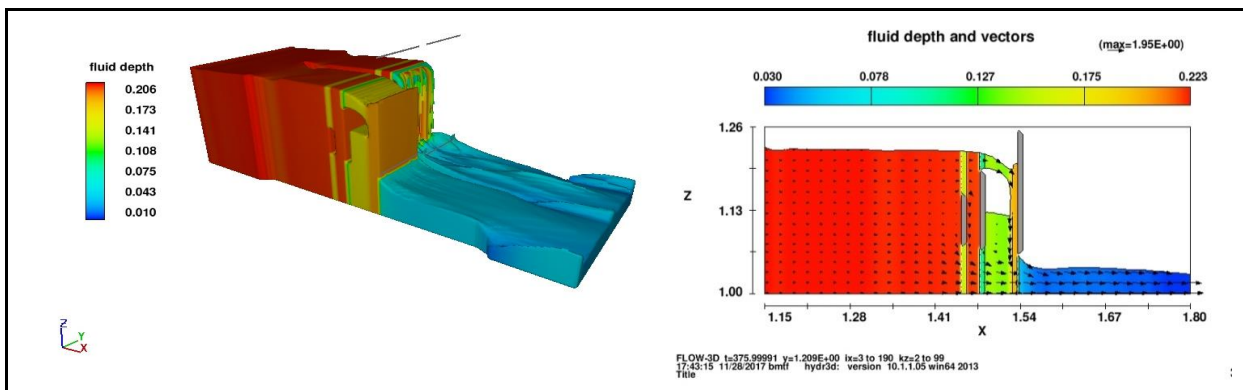 fluid depth
0.206
0.173
0.141
0.108
0.075
0.043
0.010
Z
Y
X
fluid depth and vectors
(max=1.95E+00)
0.030 0.078 0.127 0.175 0.223
1.26
Z
1.13
1.00
1.15 1.28 1.41 1.54 1.67 1.80
X
FLOW-3D t=375.99991 y=1.209E+00 ix=3 to 190 kz=2 to 99
17:43:15 11/28/2017 bmtf hydr3d: version 10.1.1.05 win64 2013
Title